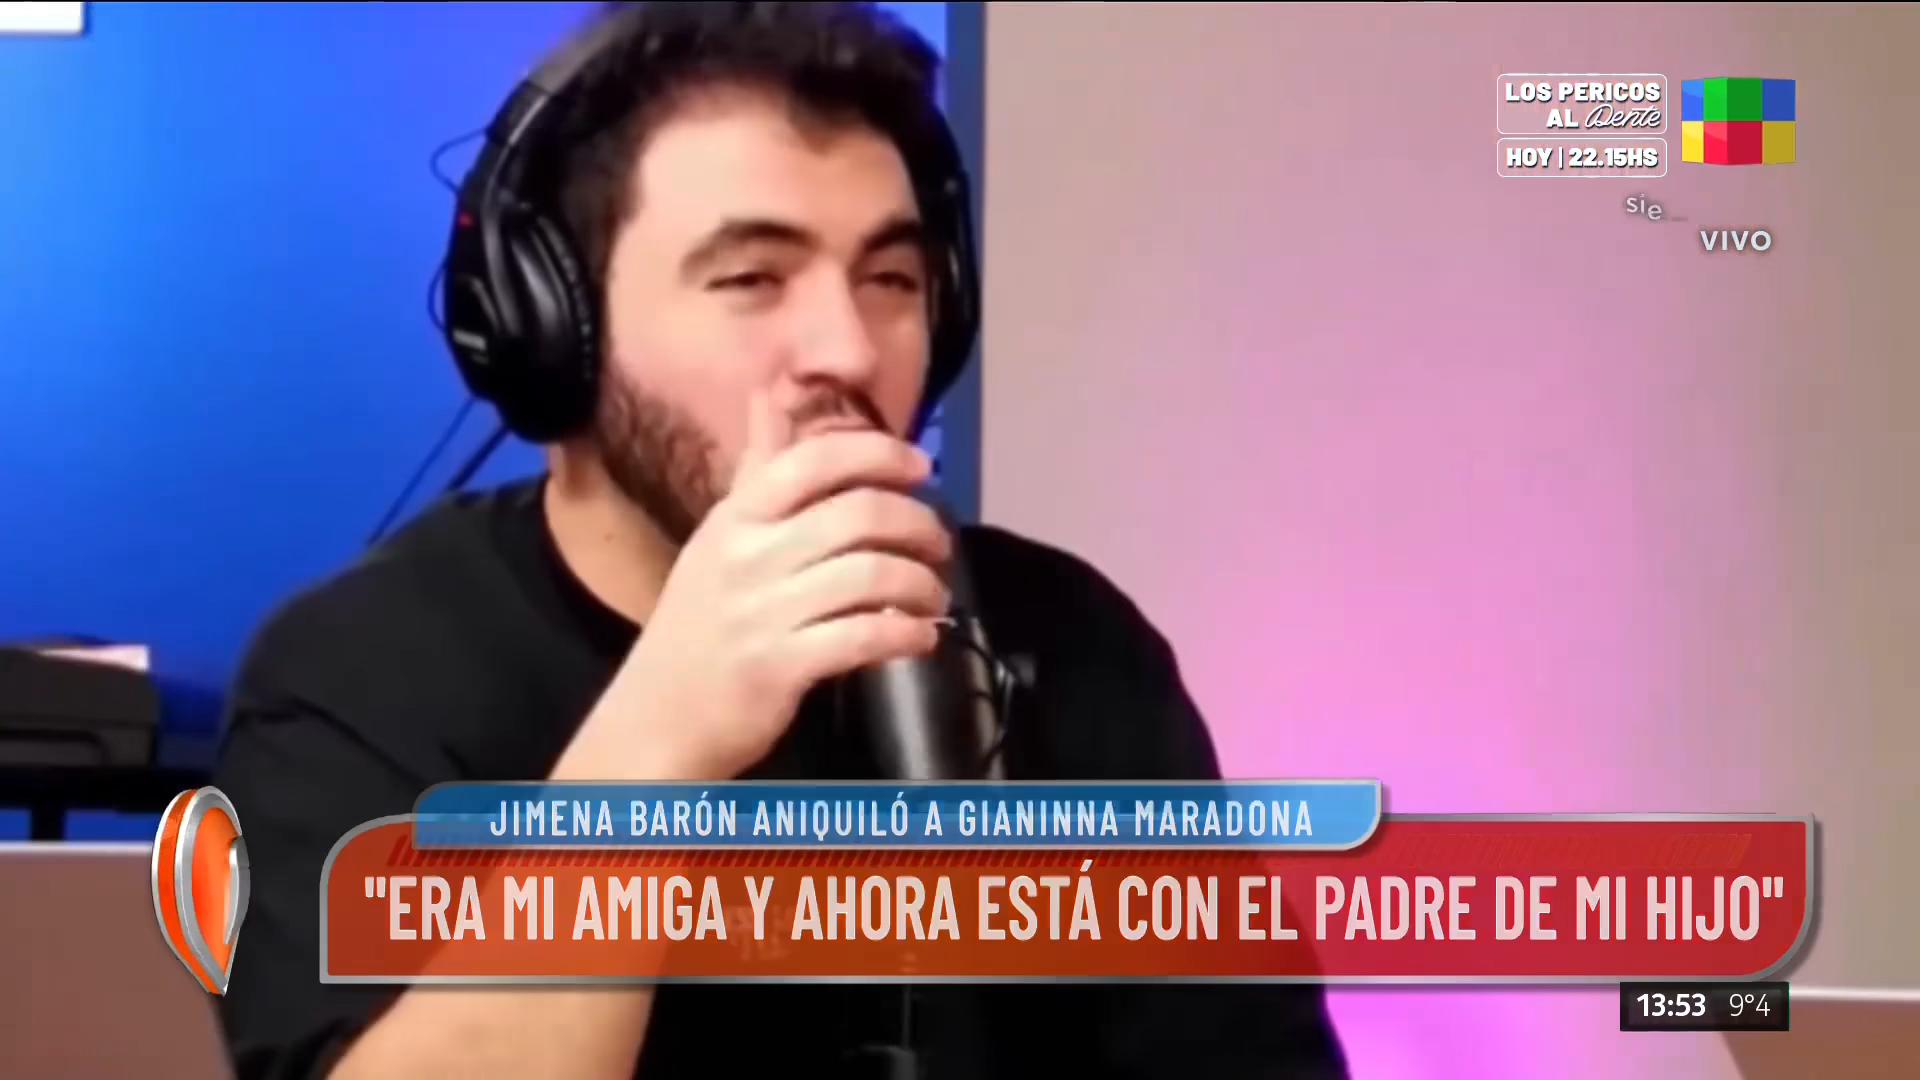 LOS PERICOS
AL Dente
HOY | 22.15HS
sie
VIVO
JIMENA BARÓN ANIQUILÓ A GIANINNA MARADONA
"ERA MI AMIGA Y AHORA ESTÁ CON EL PADRE DE MI HIJO"
13:53 9°4